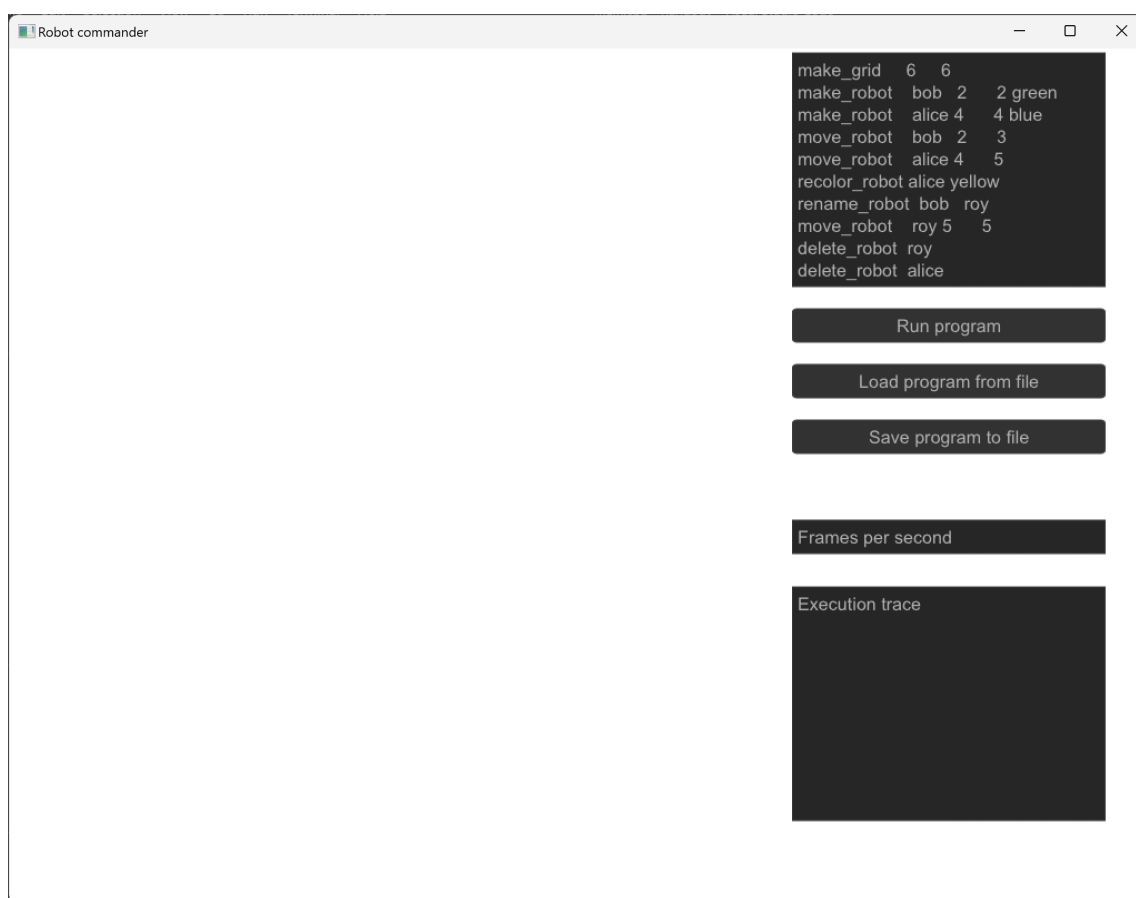 Robot commander
make_grid 6 6
make_robot bob 2 2 green
make_robot alice 4 4 blue
move_robot bob 2 3
move_robot alice 4 5
recolor_robot alice yellow
rename_robot bob roy
move_robot roy 5 5
delete_robot roy
delete_robot alice
Run program
Load program from file
Save program to file
Frames per second
Execution trace